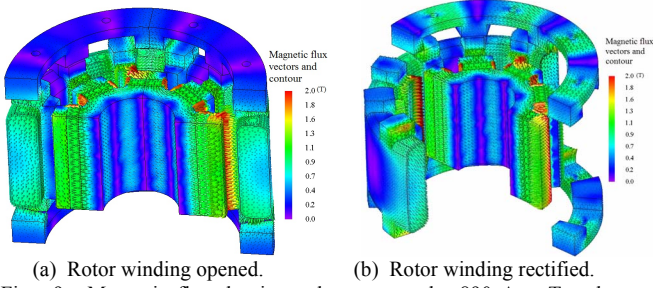 Magnetic flux
vectors and
contour
2.0 (T)
1.8
1.6
1.3
1.1
0.9
0.7
0.4
0.2
0.0
Magnetic flux
vectors and
contour
2.0 (T)
1.8
1.6
1.3
1.1
0.9
0.7
0.4
0.2
0.0
(a) Rotor winding opened.
(b) Rotor winding rectified.